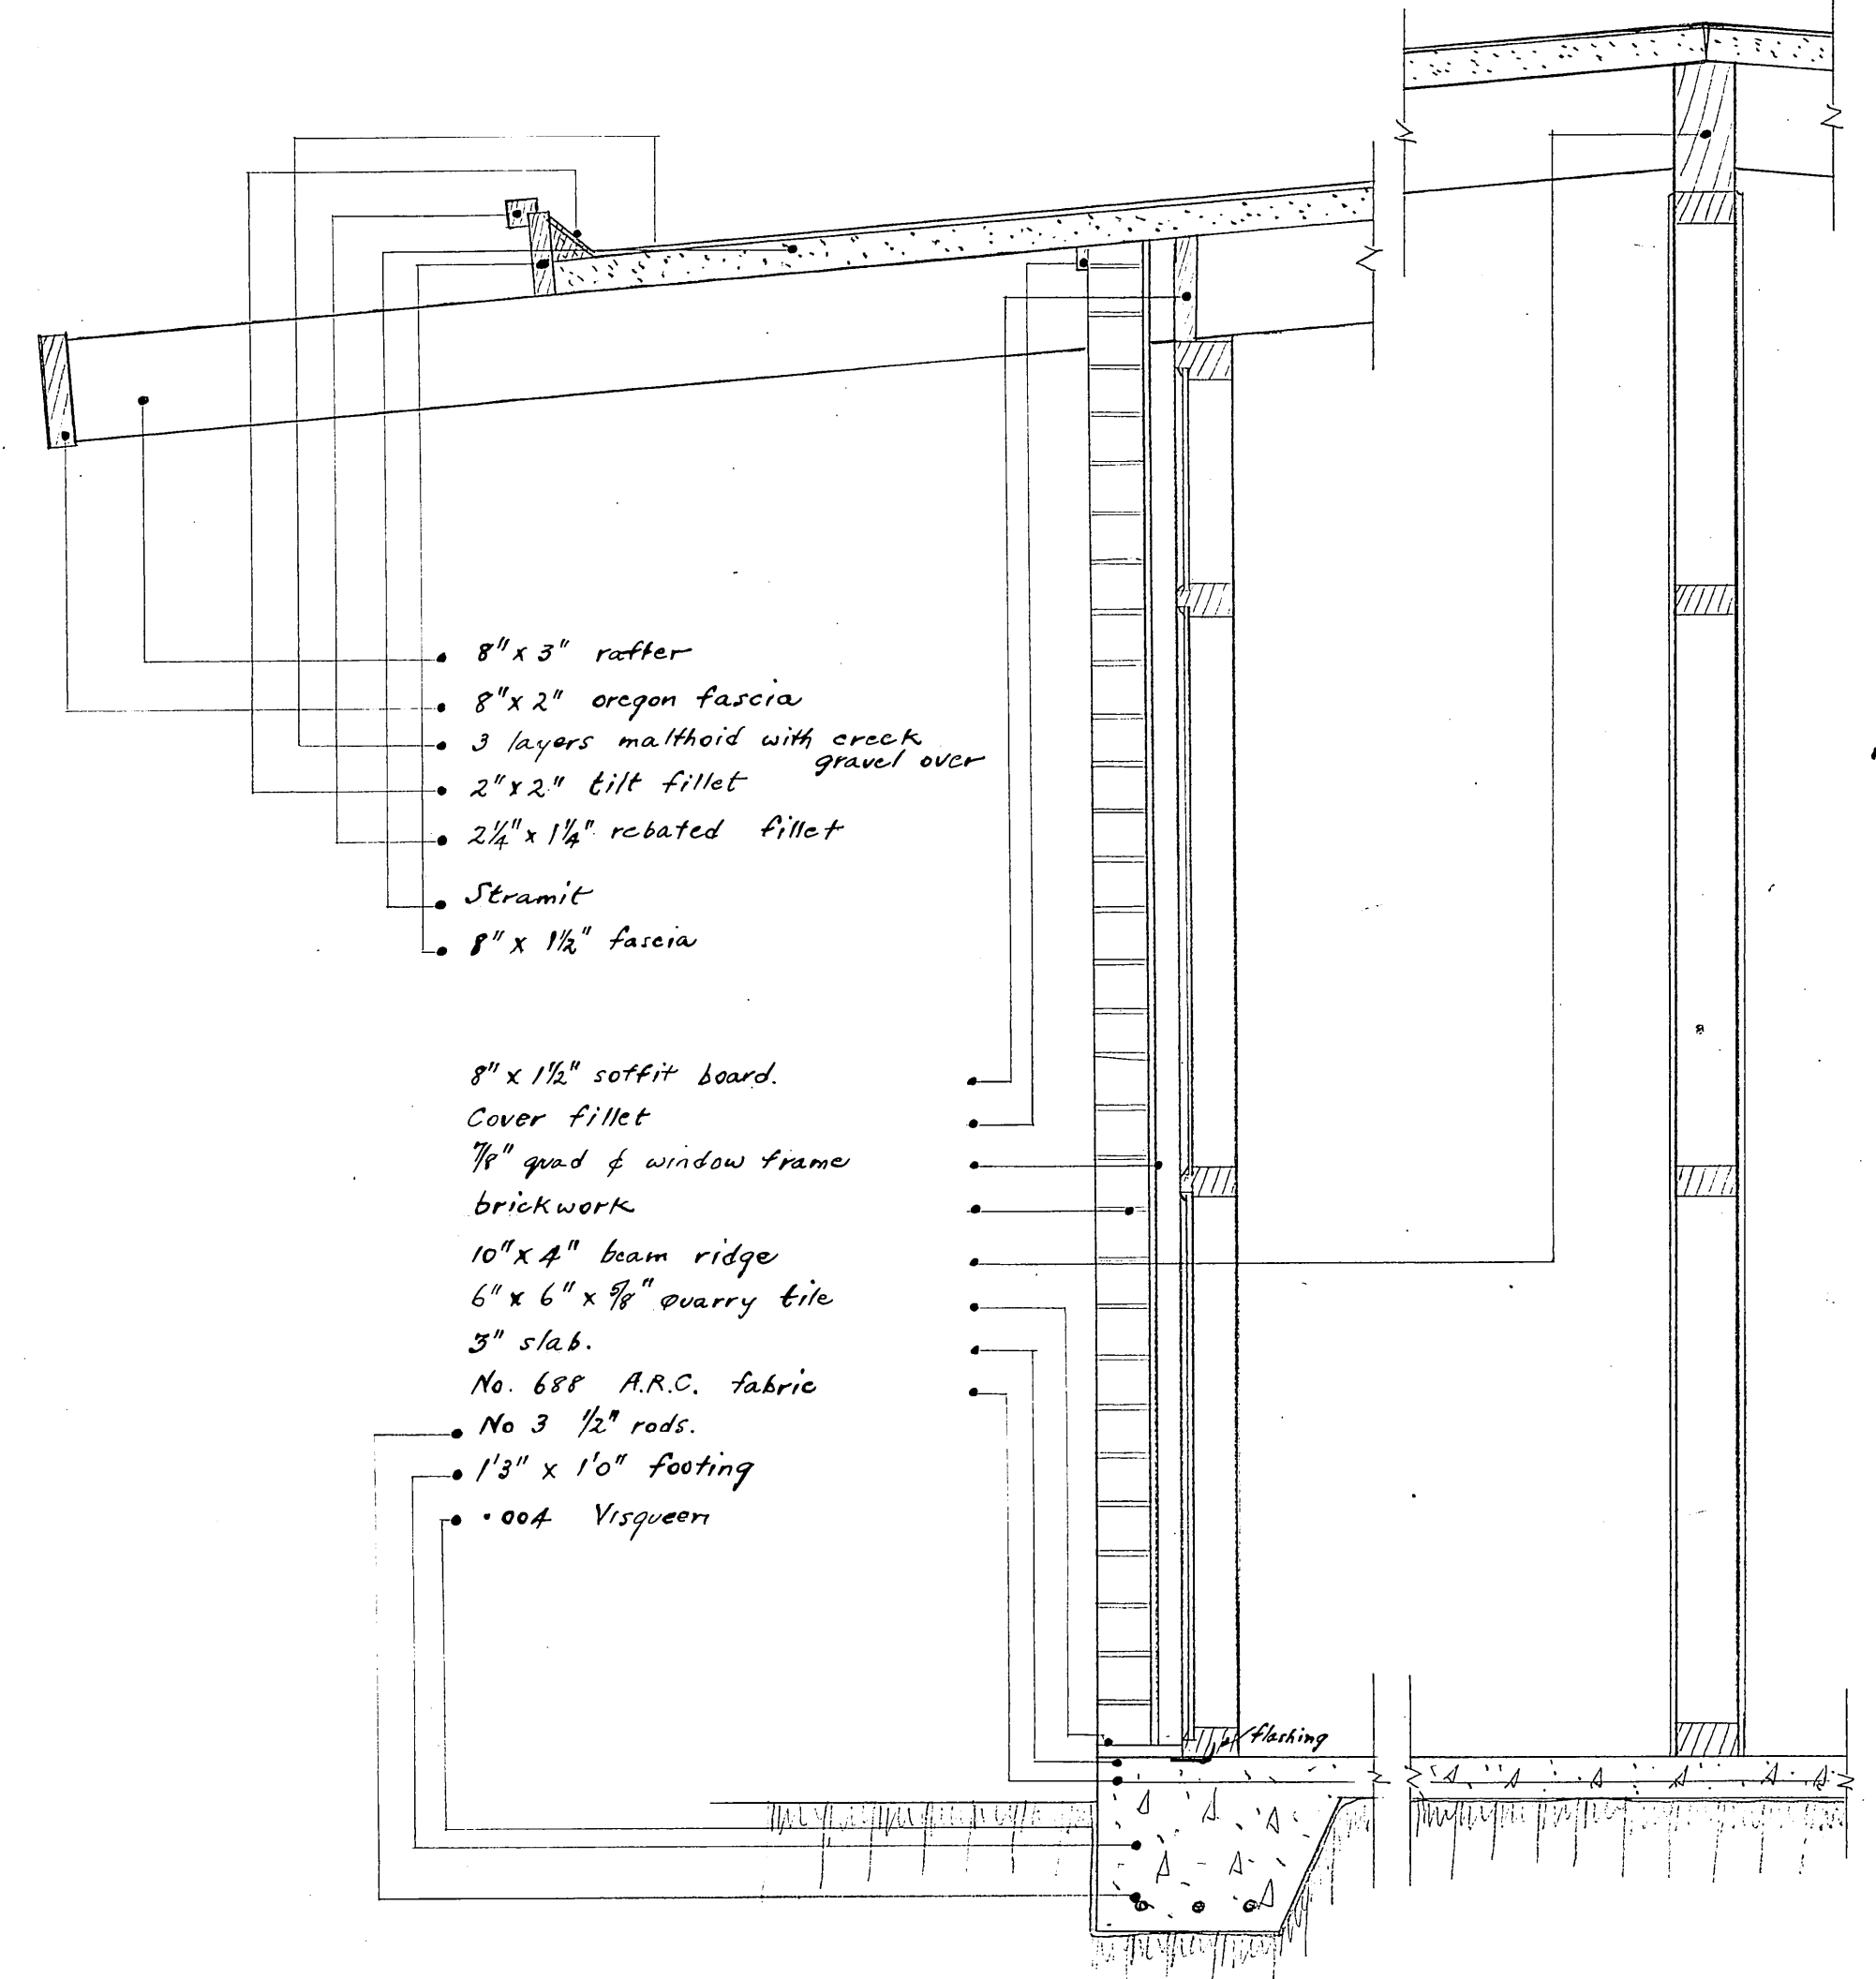 8" x 3" rafter
8" x 2" oregon fascia
3 layers malthoid with creek
gravel over
2" x 2" tilt fillet
2¼" x 1¼" rebated fillet
Stramit
8" x 1½" fascia
8" x 1½" soffit board.
Cover fillet
⅞" quad & window frame
brickwork
10" x 4" beam ridge
6" x 6" x ⅝" quarry tile
3" slab.
No. 688 A.R.C. fabric
No 3 ½" rods.
1'3" x 1'0" footing
.004 Visqueen
flashing